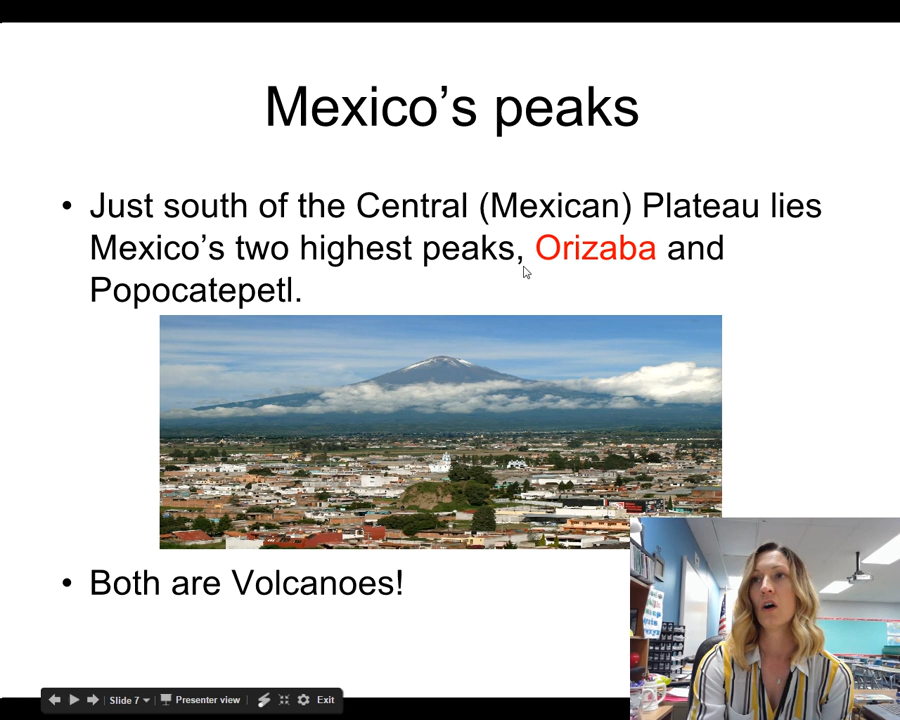 Mexico’s peaks
• Just south of the Central (Mexican) Plateau lies
Mexico’s two highest peaks, Orizaba and
Popocatepetl.
• Both are Volcanoes!
Slide 7
Presenter view
Exit